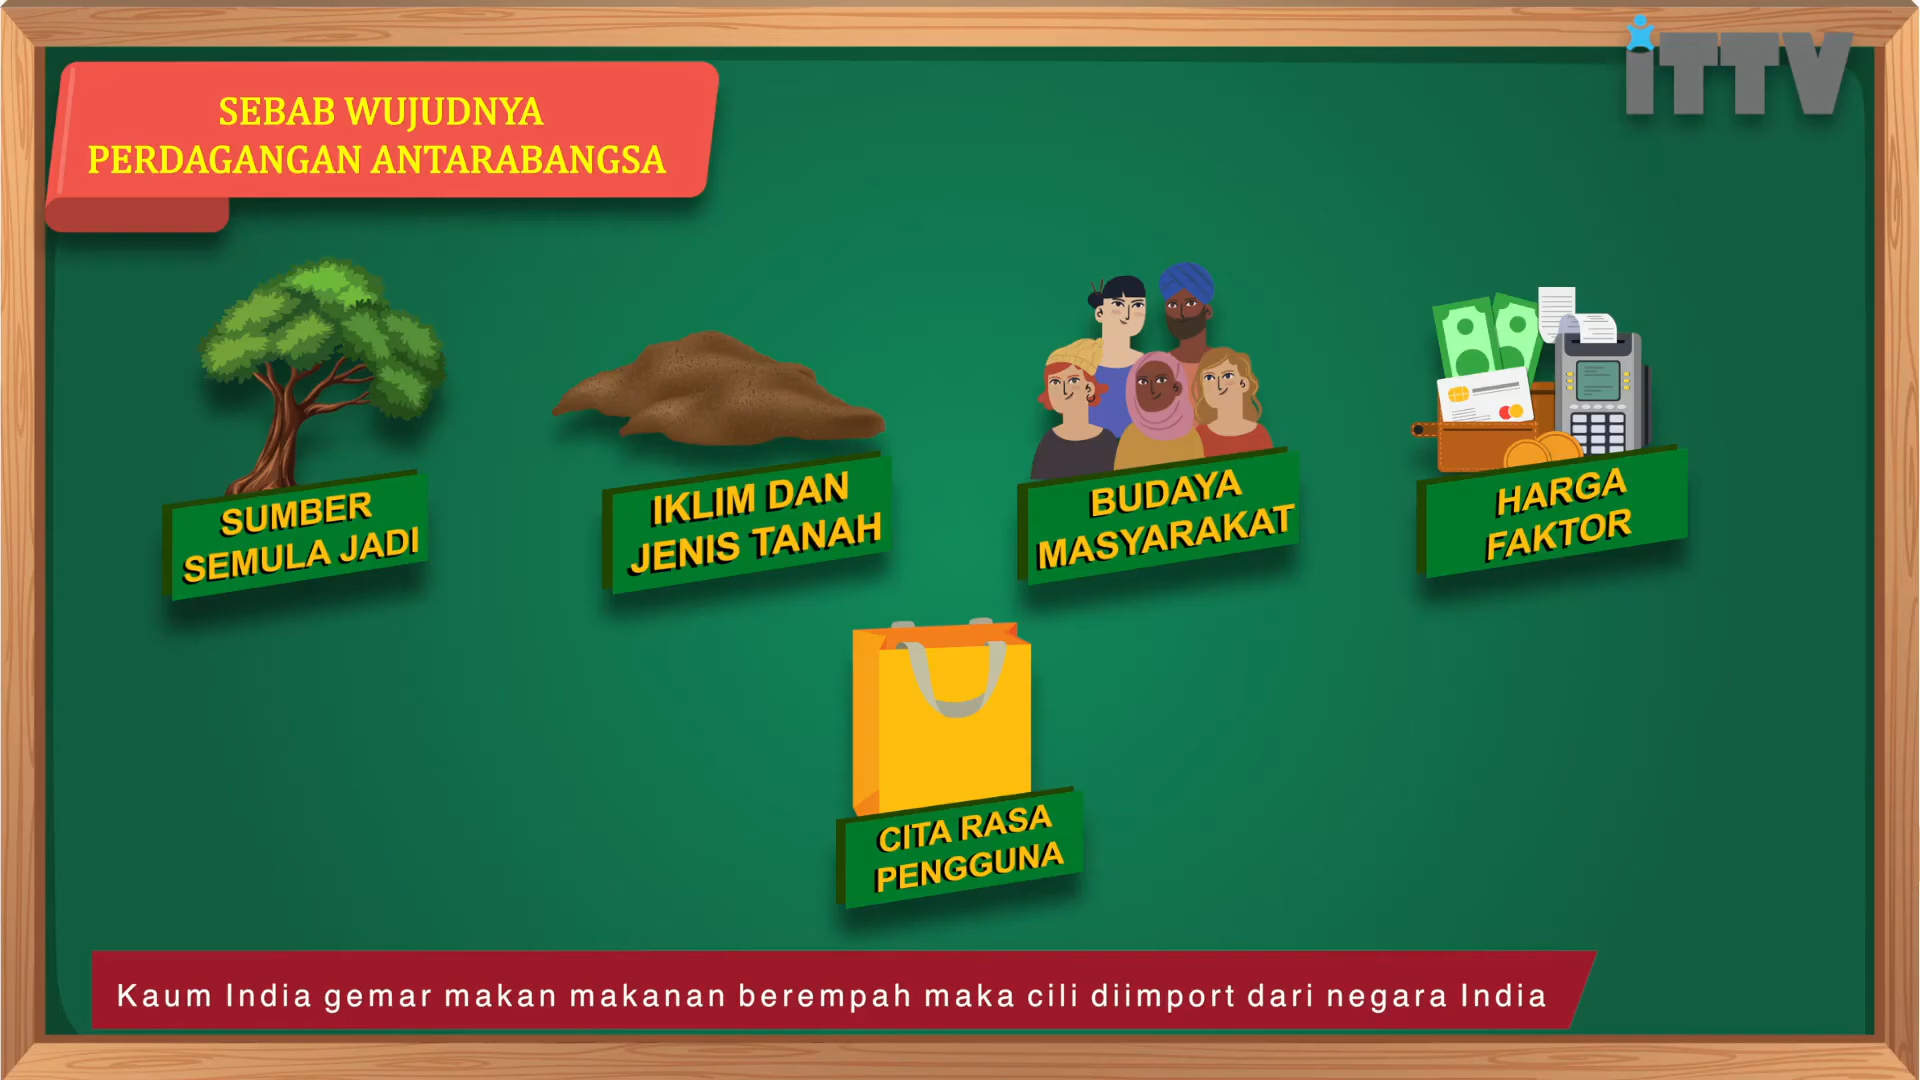 iTTV
SEBAB WUJUDNYA
PERDAGANGAN ANTARABANGSA
SUMBER
SEMULA JADI
IKLIM DAN
JENIS TANAH
BUDAYA
MASYARAKAT
HARGA
FAKTOR
CITA RASA
PENGGUNA
Kaum India gemar makan makanan berempah maka cili diimport dari negara India